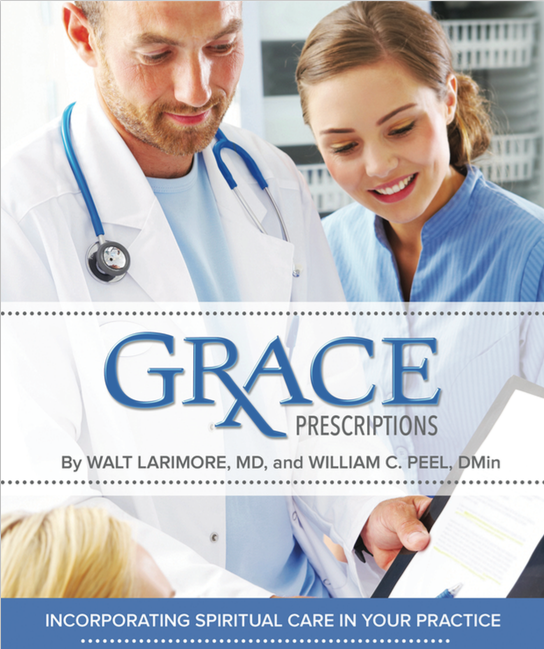 GRACE
PRESCRIPTIONS
By WALT LARIMORE, MD, and WILLIAM C. PEEL, DMin
INCORPORATING SPIRITUAL CARE IN YOUR PRACTICE